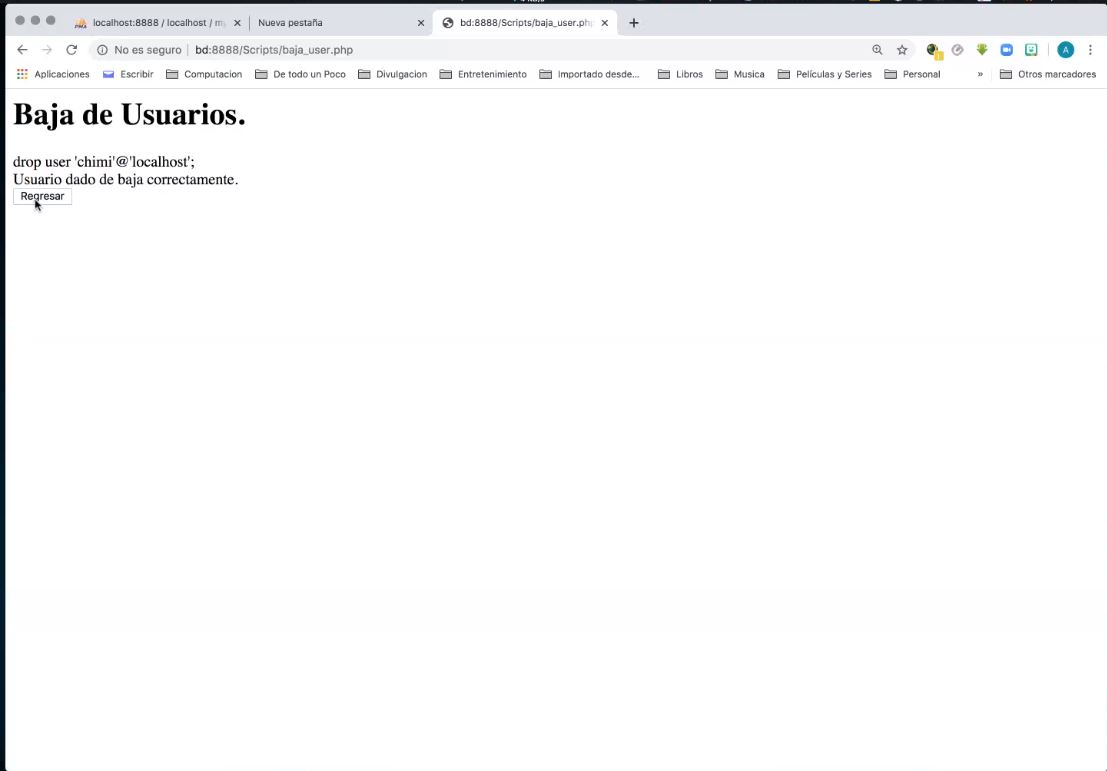 localhost:8888 / localhost / my
Nueva pestaña
bd:8888/Scripts/baja_user.php
No es seguro
bd:8888/Scripts/baja_user.php
A
Aplicaciones
Escribir
Computacion
De todo un Poco
Divulgacion
Entretenimiento
Importado desde...
Libros
Musica
Películas y Series
Personal
»
Otros marcadores
Baja de Usuarios.
drop user 'chimi'@'localhost';
Usuario dado de baja correctamente.
Regresar